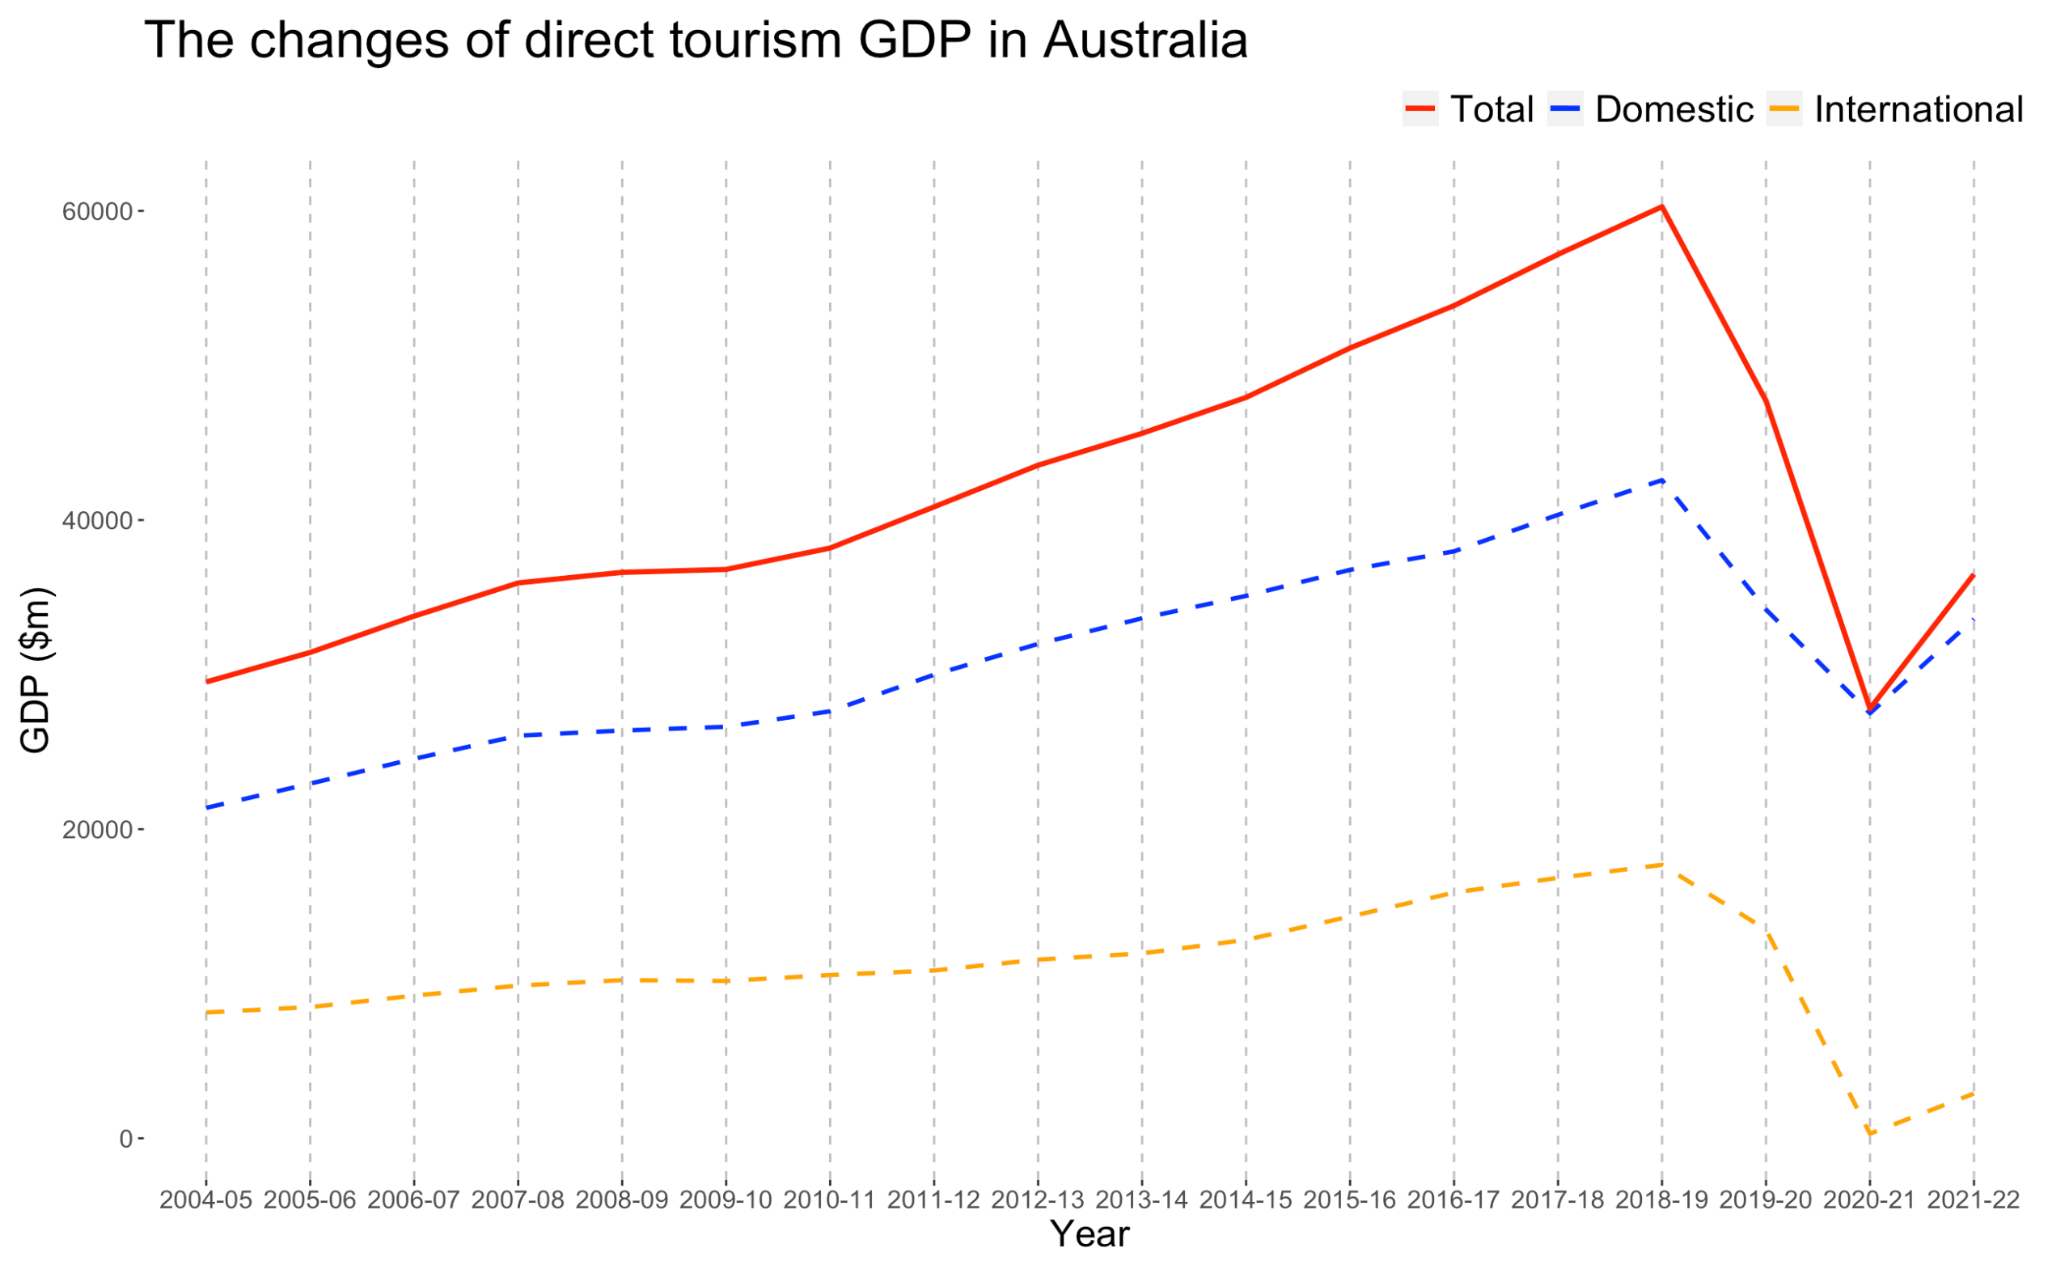 The changes of direct tourism GDP in Australia
Total Domestic International
60000
40000
20000
0
GDP ($m)
2004-05 2005-06 2006-07 2007-08 2008-09 2009-10 2010-11 2011-12 2012-13 2013-14 2014-15 2015-16 2016-17 2017-18 2018-19 2019-20 2020-21 2021-22
Year